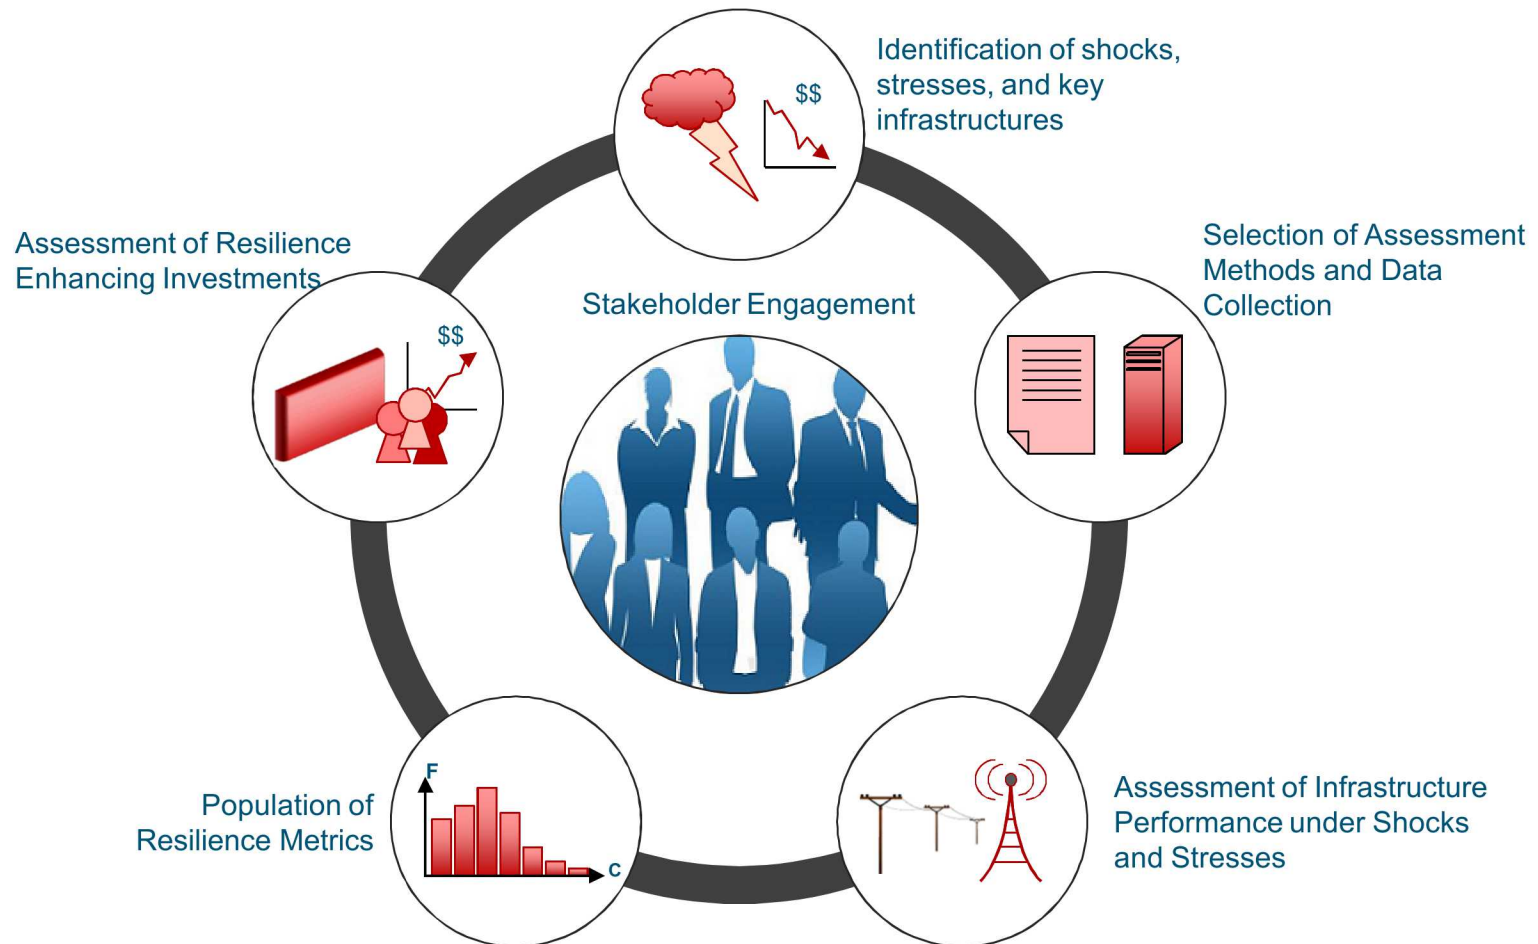 Identification of shocks,
stresses, and key
infrastructures
$$
Selection of Assessment
Methods and Data
Collection
Assessment of Resilience
Enhancing Investments
$$
Stakeholder Engagement
Assessment of Infrastructure
Performance under Shocks
and Stresses
Population of
Resilience Metrics
F
C